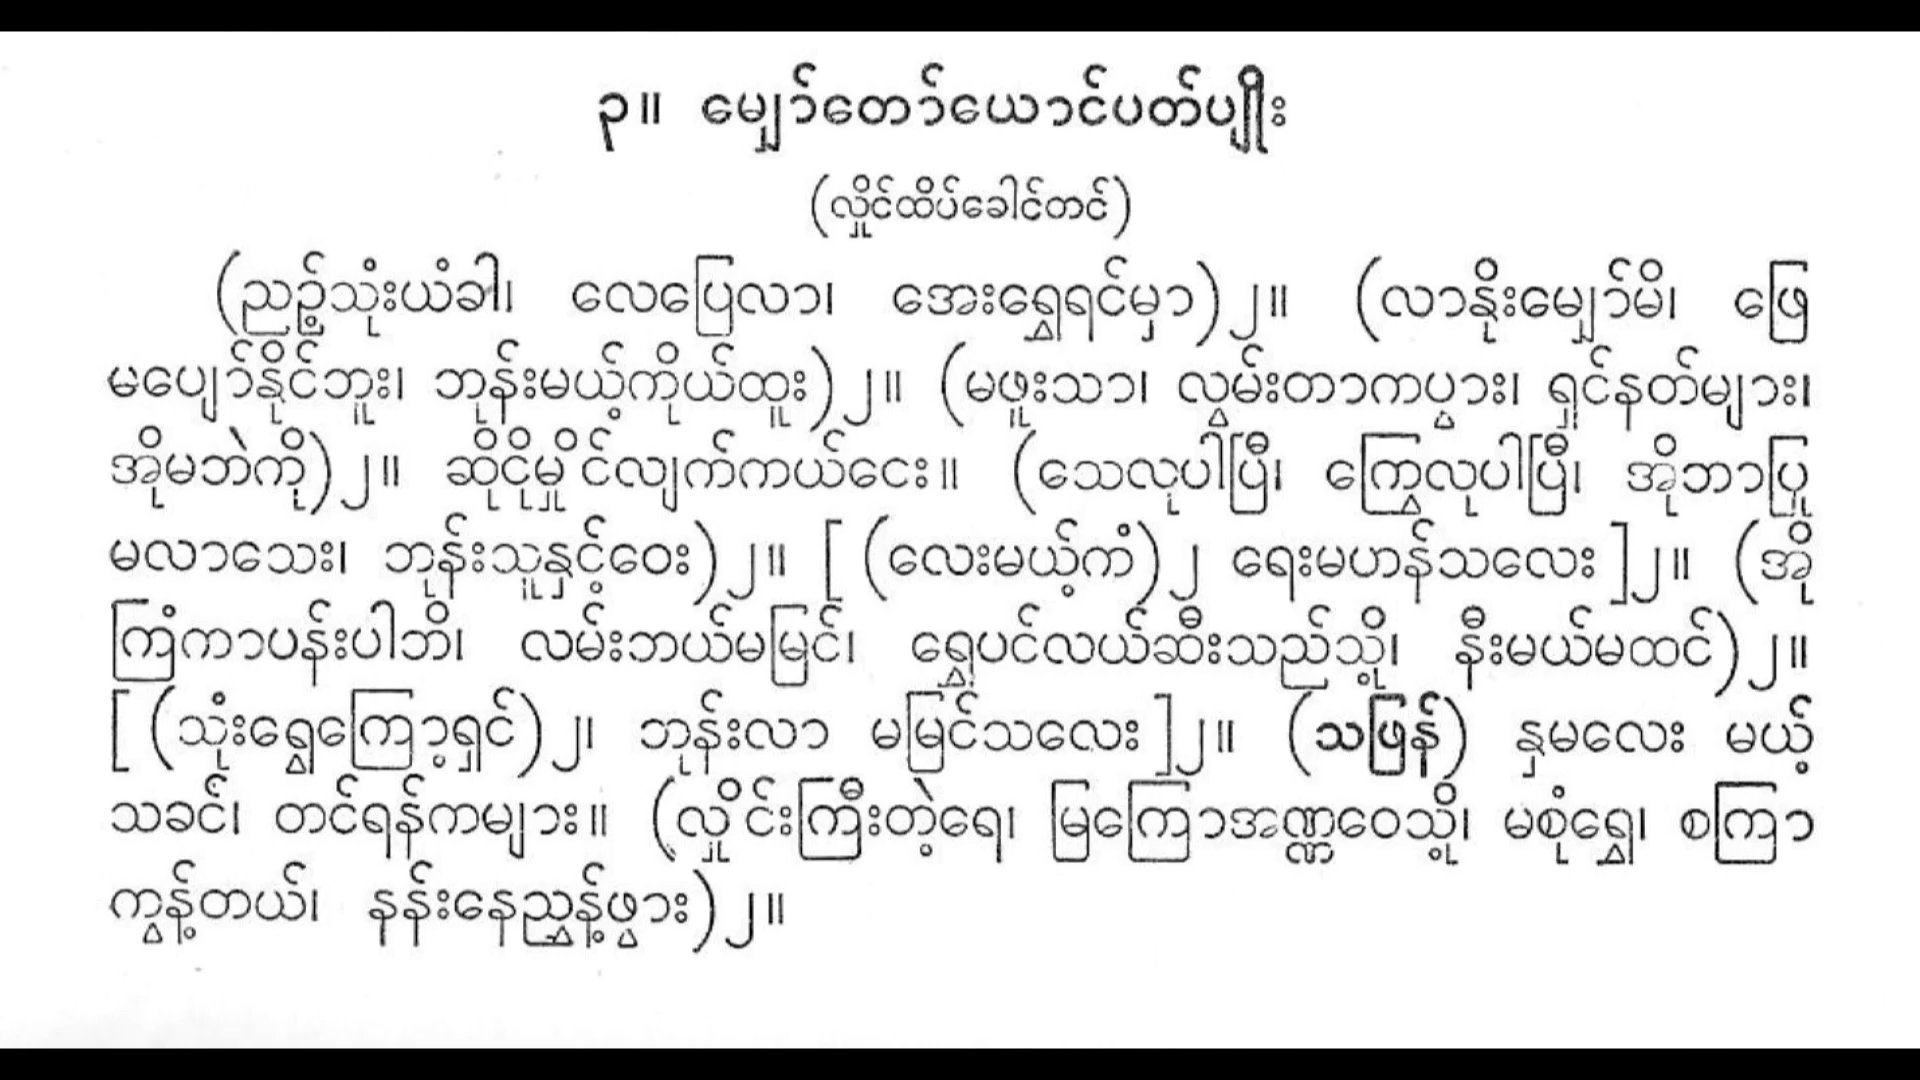 ၃။ မျှော်တော်ယောင်ပတ်ပျိုး
(လှိုင်ထိပ်ခေါင်တင်)
(ညဉ့်သုံးယံခါ၊ လေပြေလာ၊ အေးရွှေရင်မှာ)၂။ (လာနိုးမျှော်မိ၊ ဖြေ
မပျော်နိုင်ဘူး၊ ဘုန်းမယ့်ကိုယ်ထူး)၂။ (မဖူးသာ၊ လွမ်းတာကပွား၊ ရှင်နတ်များ၊
အိုမဘဲကို)၂။ ဆိုငိုမှိုင်လျက်ကယ်ငေး။ (သေလုပါပြီ၊ ကြွေလုပါပြီ၊ အိုဘာပြု
မလာသေး၊ ဘုန်းသူနှင့်ဝေး)၂။ [ (လေးမယ့်ကံ)၂ ရေးမဟန်သလေး ]၂။ (အို
ကြံကာပန်းပါဘိ၊ လမ်းဘယ်မမြင်၊ ရွှေပင်လယ်ဆီးသည်သို့၊ နီးမယ်မထင်)၂။
[ (သုံးရွှေကြော့ရှင်)၂၊ ဘုန်းလာ မမြင်သလေး ]၂။ (သဖြန်) နှမလေး မယ့်
သခင်၊ တင်ရန်ကများ။ (လှိုင်းကြီးတဲ့ရေ၊ မြကြောအဏ္ဏဝေသို့၊ မစုံရွှေ၊ စကြာ
ကွန့်တယ်၊ နန်းနေညွှန့်ဖွား)၂။